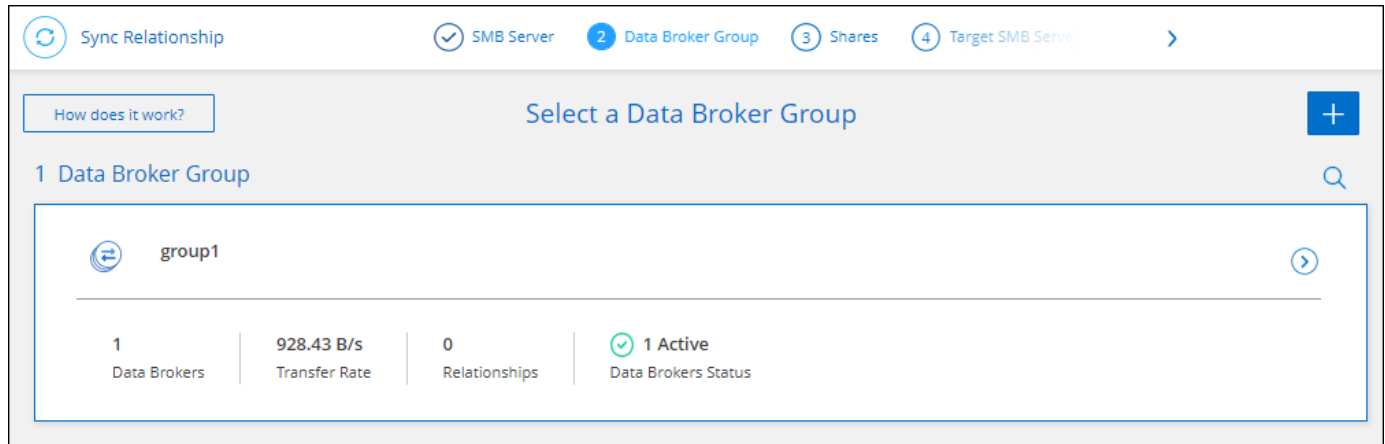 Sync Relationship
SMB Server
2 Data Broker Group
3 Shares
4 Target SMB Server
How does it work?
Select a Data Broker Group
+
1 Data Broker Group
group1
1
Data Brokers
928.43 B/s
Transfer Rate
0
Relationships
1 Active
Data Brokers Status